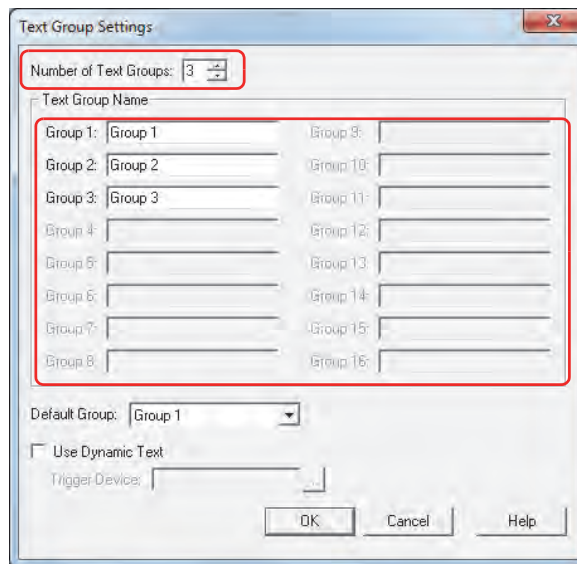 Text Group Settings
Number of Text Groups: 3
Text Group Name
Group 1: Group 1
Group 2: Group 2
Group 3: Group 3
Group 4:
Group 5:
Group 6:
Group 7:
Group 8:
Group 9:
Group 10:
Group 11:
Group 12:
Group 13:
Group 14:
Group 15:
Group 16:
Default Group: Group 1
Use Dynamic Text
Trigger Device: ...
OK Cancel Help